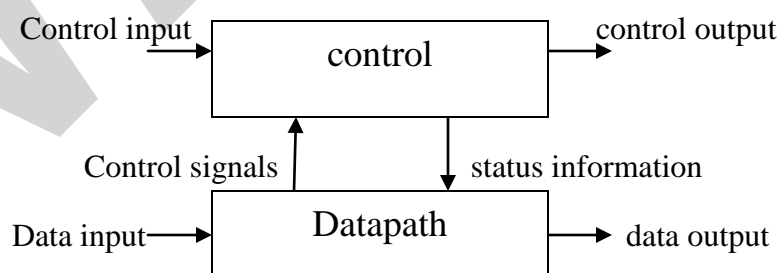 Control input
control
control output
Control signals
status information
Data input
Datapath
data output